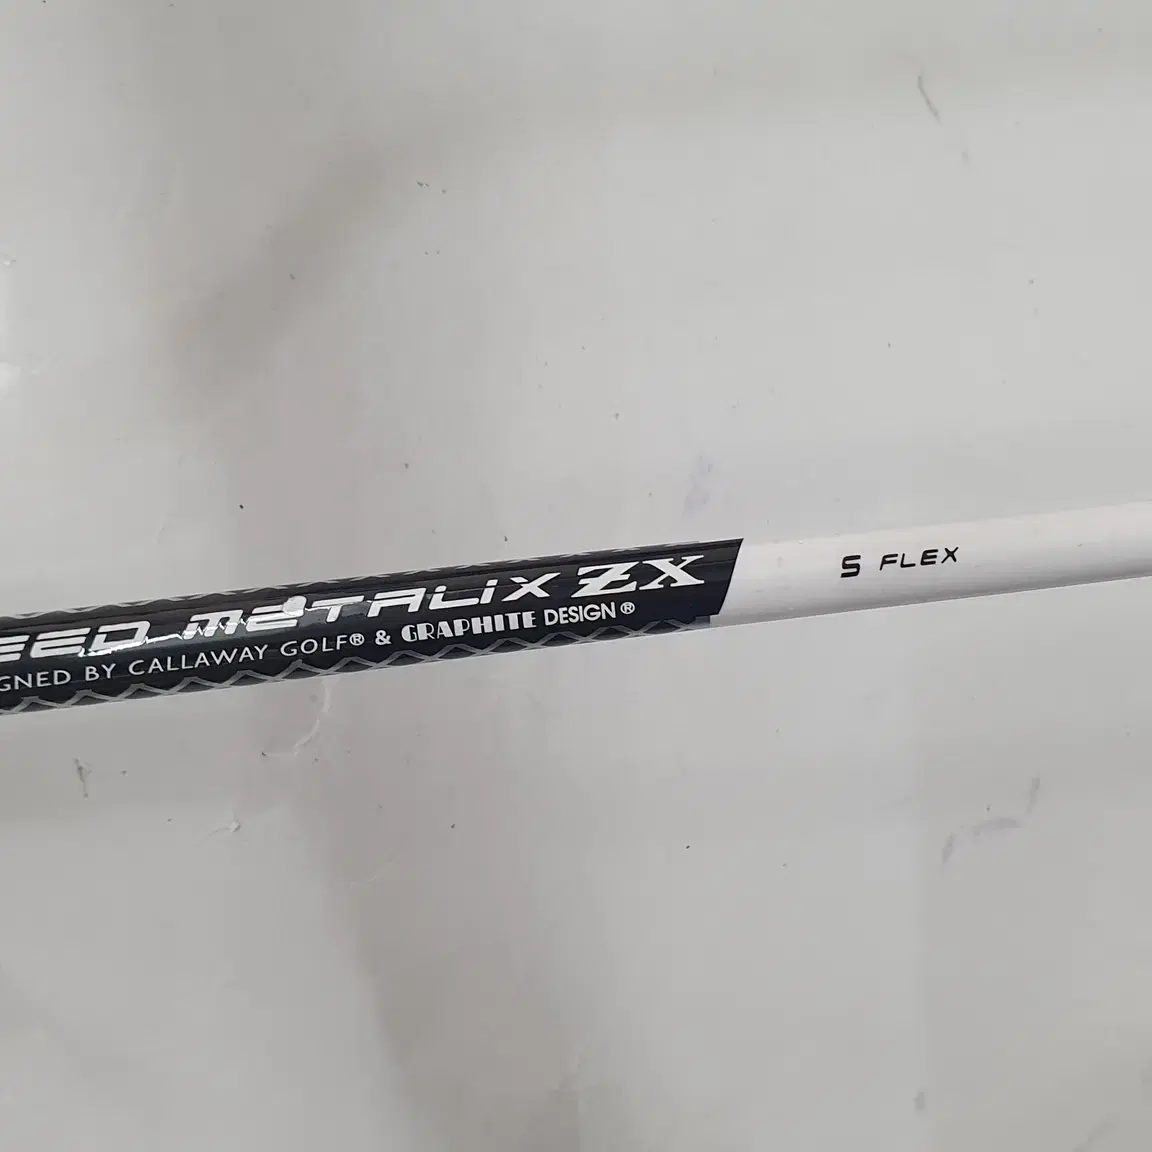 EED METALIX ZX
GNED BY CALLAWAY GOLF® & GRAPHITE DESIGN®
S FLEX